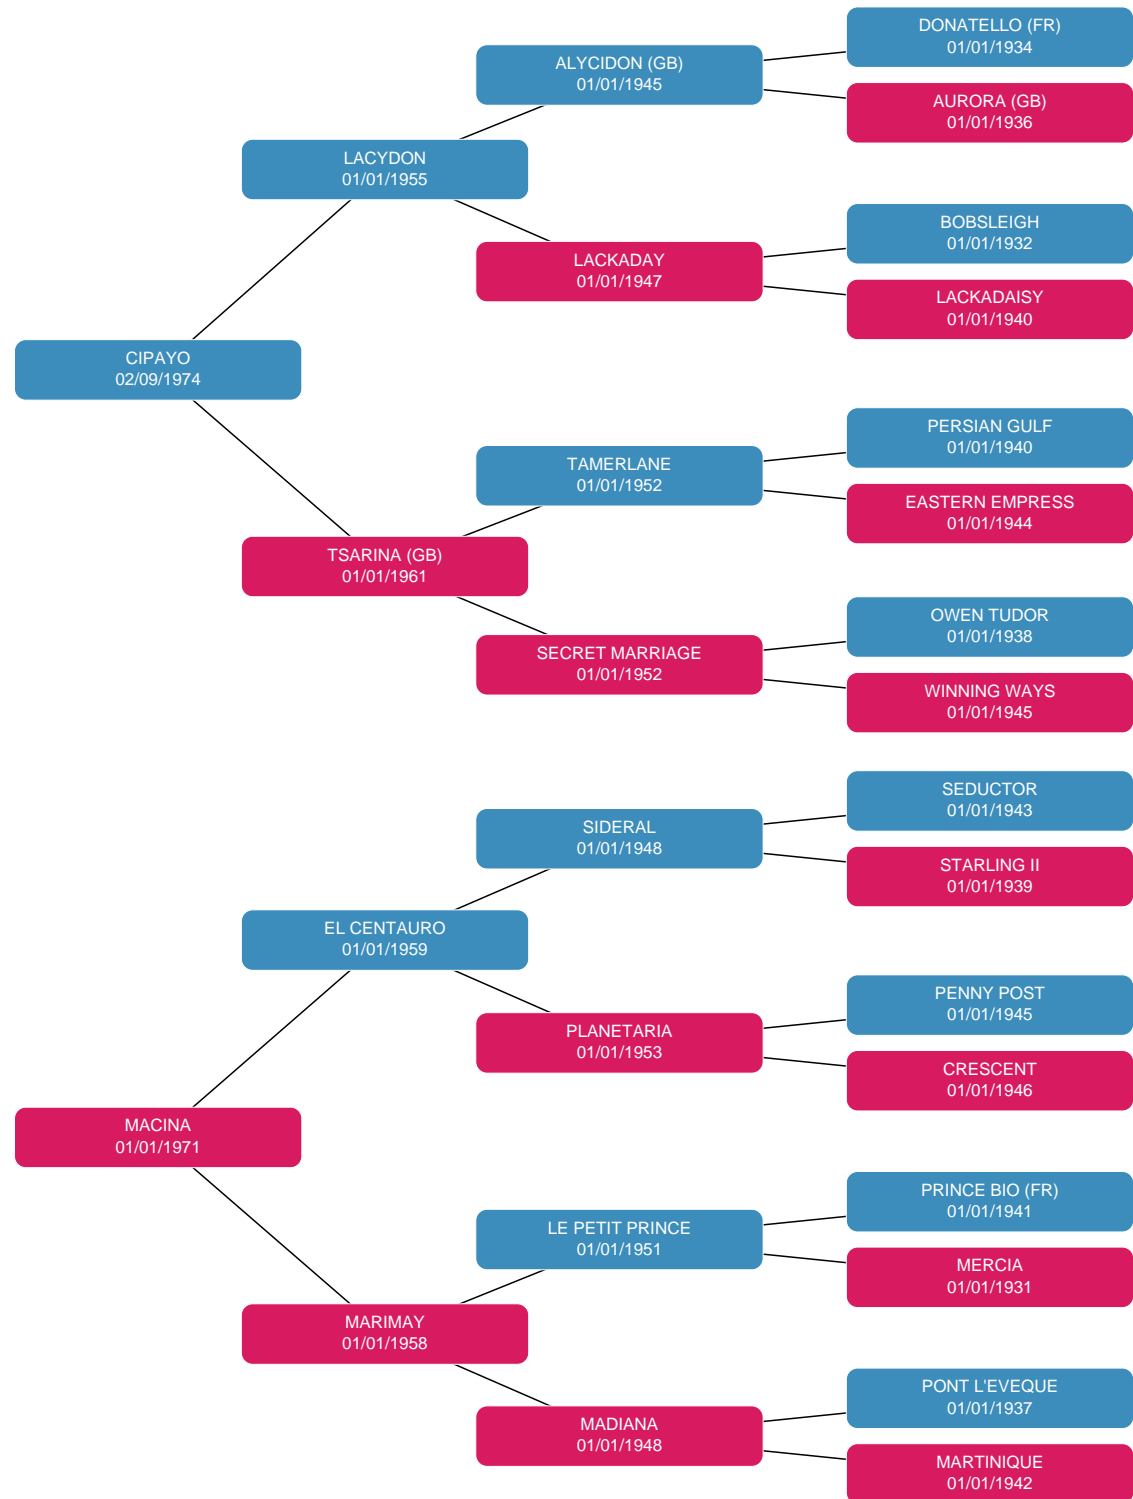 DONATELLO (FR)
01/01/1934
ALYCIDON (GB)
01/01/1945
AURORA (GB)
01/01/1936
LACYDON
01/01/1955
BOBSLEIGH
01/01/1932
LACKADAY
01/01/1947
LACKADAISY
01/01/1940
CIPAYO
02/09/1974
PERSIAN GULF
01/01/1940
TAMERLANE
01/01/1952
EASTERN EMPRESS
01/01/1944
TSARINA (GB)
01/01/1961
OWEN TUDOR
01/01/1938
SECRET MARRIAGE
01/01/1952
WINNING WAYS
01/01/1945
SEDUCTOR
01/01/1943
SIDERAL
01/01/1948
STARLING II
01/01/1939
EL CENTAURO
01/01/1959
PENNY POST
01/01/1945
PLANETARIA
01/01/1953
CRESCENT
01/01/1946
MACINA
01/01/1971
PRINCE BIO (FR)
01/01/1941
LE PETIT PRINCE
01/01/1951
MERCIA
01/01/1931
MARIMAY
01/01/1958
PONT L'EVEQUE
01/01/1937
MADIANA
01/01/1948
MARTINIQUE
01/01/1942